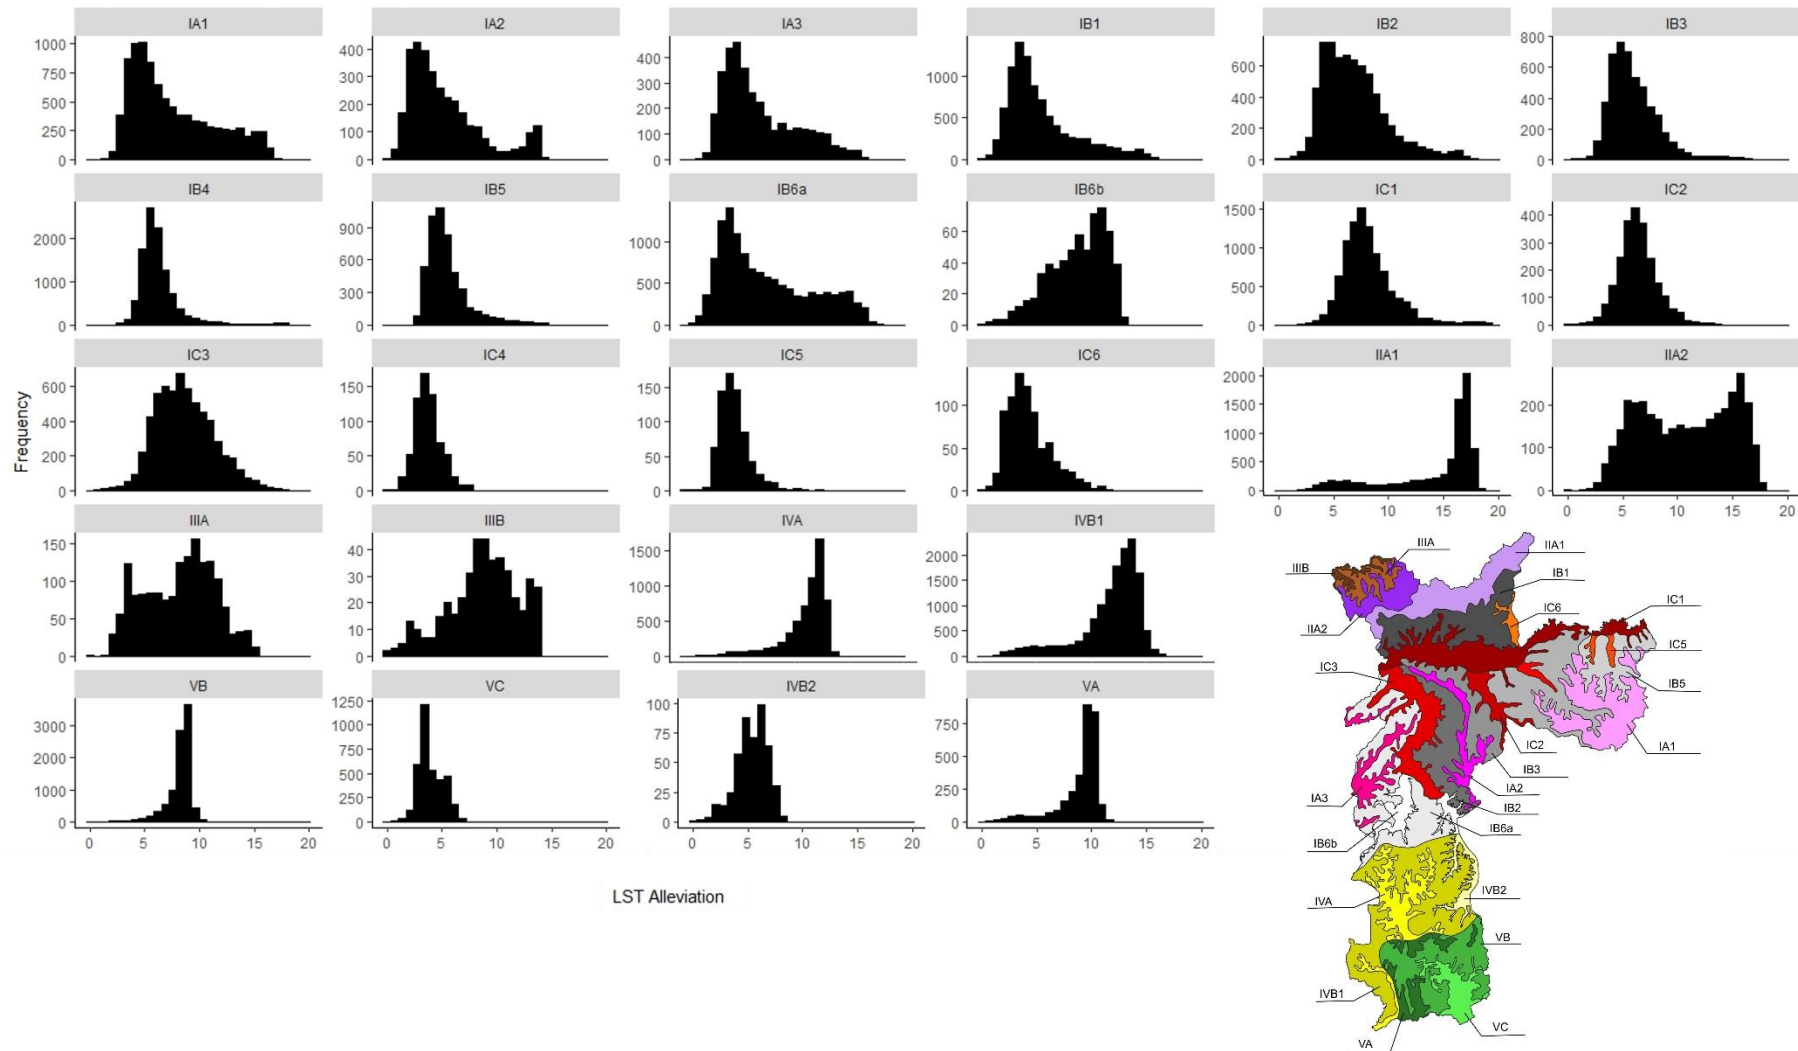 IA1 IA2 IA3 IB1 IB2 IB3
1000 750 500 250 0
400 300 200 100 0
400 300 200 100 0
1000 500 0
600 400 200 0
800 600 400 200 0
IB4 IB5 IB6a IB6b IC1 IC2
2000 1000 0
900 600 300 0
1000 500 0
60 40 20 0
1500 1000 500 0
400 300 200 100 0
IC3 IC4 IC5 IC6 IIA1 IIA2
600 400 200 0
150 100 50 0
150 100 50 0
100 50 0
2000 1500 1000 500 0
200 100 0
0 5 10 15 20
0 5 10 15 20
Frequency
IIIA IIIB IVA IVB1
150 100 50 0
40 30 20 10 0
1500 1000 500 0
2000 1500 1000 500 0
VB VC IVB2 VA
3000 2000 1000 0
1250 1000 750 500 250 0
100 75 50 25 0
750 500 250 0
0 5 10 15 20
0 5 10 15 20
0 5 10 15 20
0 5 10 15 20
LST Alleviation
IIIA
IIA1
IIIB
IB1
IC1
IC6
IIA2
IC5
IC3
IB5
IC2
IA1
IB3
IA3
IA2
IB2
IB6a
IB6b
IVB2
IVA
VB
IVB1
VC
VA